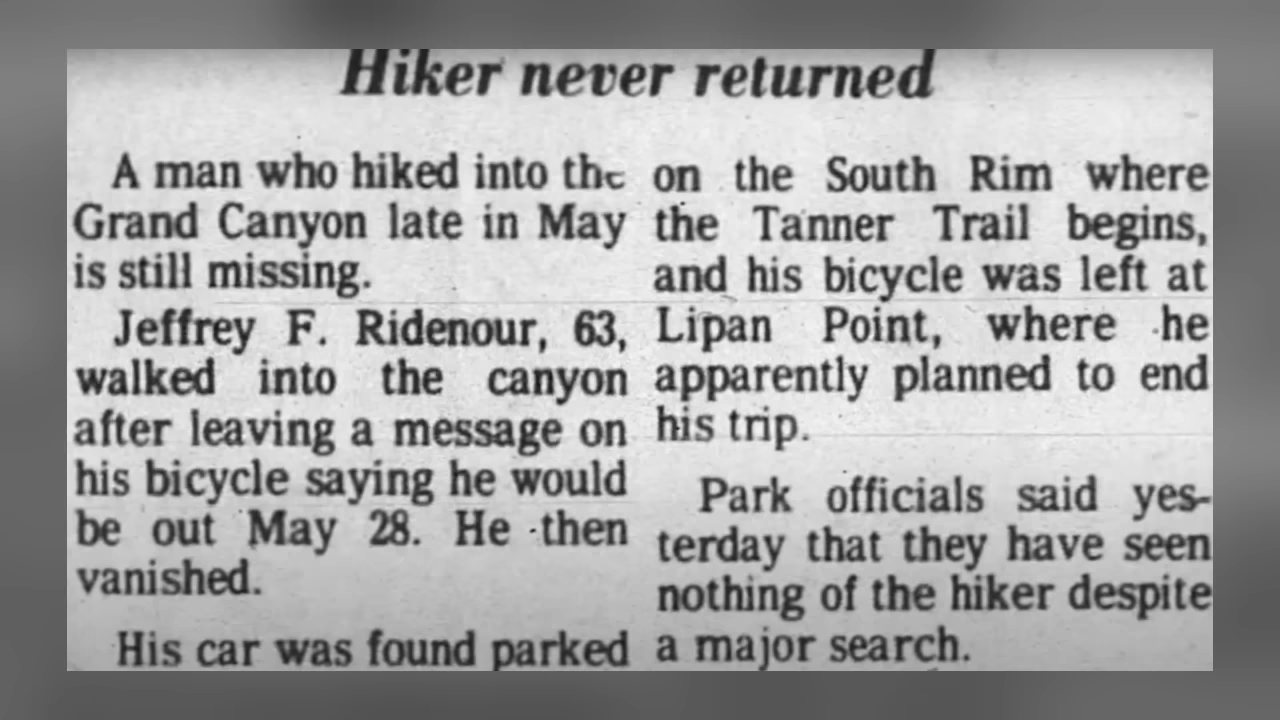 Hiker never returned
A man who hiked into the
Grand Canyon late in May
is still missing.
Jeffrey F. Ridenour, 63,
walked into the canyon
after leaving a message on
his bicycle saying he would
be out May 28. He then
vanished.
His car was found parked
on the South Rim where
the Tanner Trail begins,
and his bicycle was left at
Lipan Point, where he
apparently planned to end
his trip.
Park officials said yes-
terday that they have seen
nothing of the hiker despite
a major search.